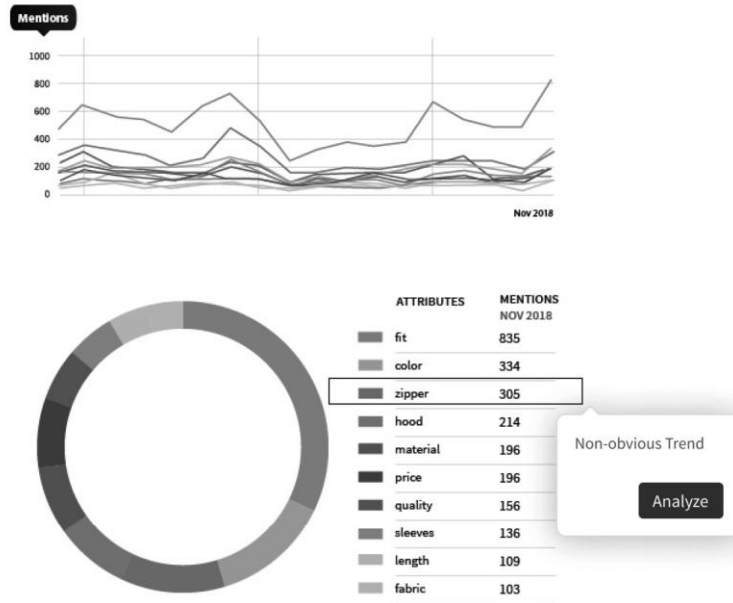 Mentions
1000
800
600
400
200
0
Nov 2018
ATTRIBUTES MENTIONS
NOV 2018
fit 835
color 334
zipper 305
hood 214
material 196
price 196
quality 156
sleeves 136
length 109
fabric 103
Non-obvious Trend
Analyze